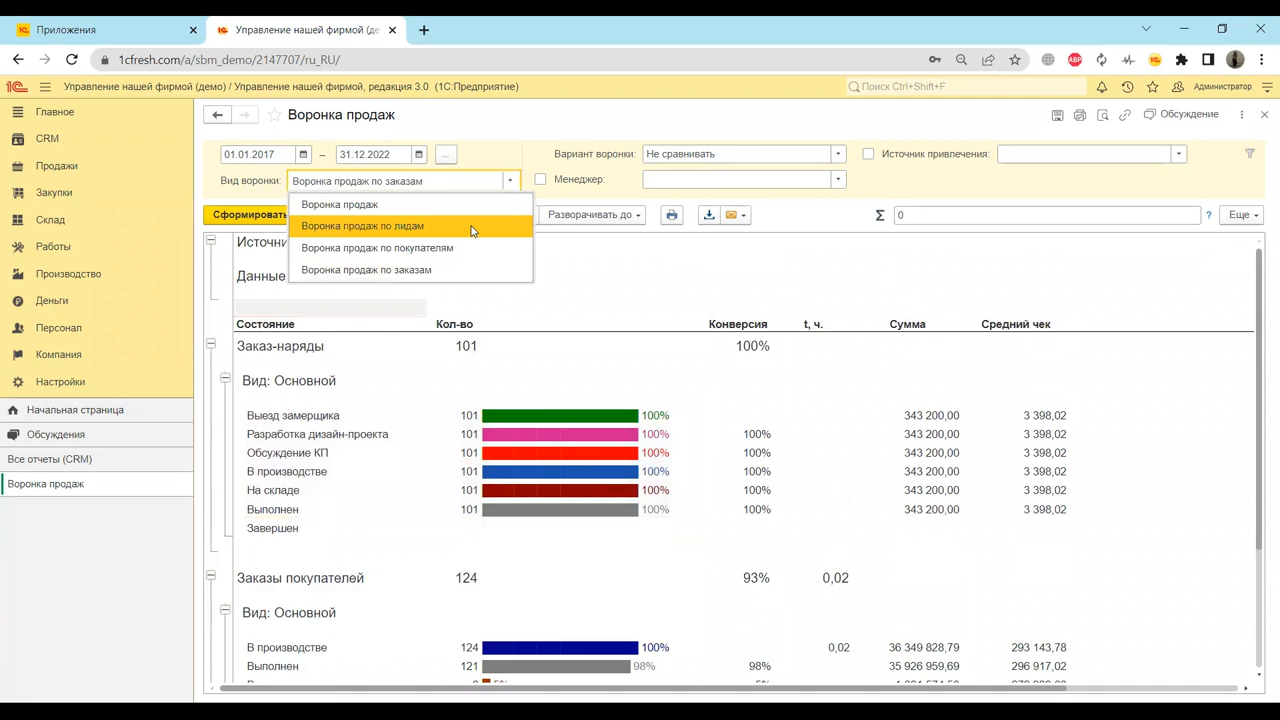 Приложения
Управление нашей фирмой (де
1cfresh.com/a/sbm_demo/2147707/ru_RU/
ABP
Управление нашей фирмой (демо) / Управление нашей фирмой, редакция 3.0 (1С:Предприятие)
Поиск Ctrl+Shift+F
Администратор
Главное
CRM
Продажи
Закупки
Склад
Работы
Производство
Деньги
Персонал
Компания
Настройки
Начальная страница
Обсуждения
Все отчеты (CRM)
Воронка продаж
Воронка продаж
Обсуждение
01.01.2017 – 31.12.2022 ...
Вариант воронки: Не сравнивать
Источник привлечения:
Вид воронки: Воронка продаж по заказам
Менеджер:
Воронка продаж
Воронка продаж по лидам
Воронка продаж по покупателям
Воронка продаж по заказам
Сформировать
Разворачивать до
Σ 0
? Еще
Источни
Данные
Состояние Кол-во Конверсия t, ч. Сумма Средний чек
Заказ-наряды 101 100%
Вид: Основной
Выезд замерщика 101 100% 343 200,00 3 398,02
Разработка дизайн-проекта 101 100% 100% 343 200,00 3 398,02
Обсуждение КП 101 100% 100% 343 200,00 3 398,02
В производстве 101 100% 100% 343 200,00 3 398,02
На складе 101 100% 100% 343 200,00 3 398,02
Выполнен 101 100% 100% 343 200,00 3 398,02
Завершен
Заказы покупателей 124 93% 0,02
Вид: Основной
В производстве 124 100% 0,02 36 349 828,79 293 143,78
Выполнен 121 98% 98% 35 926 959,69 296 917,02